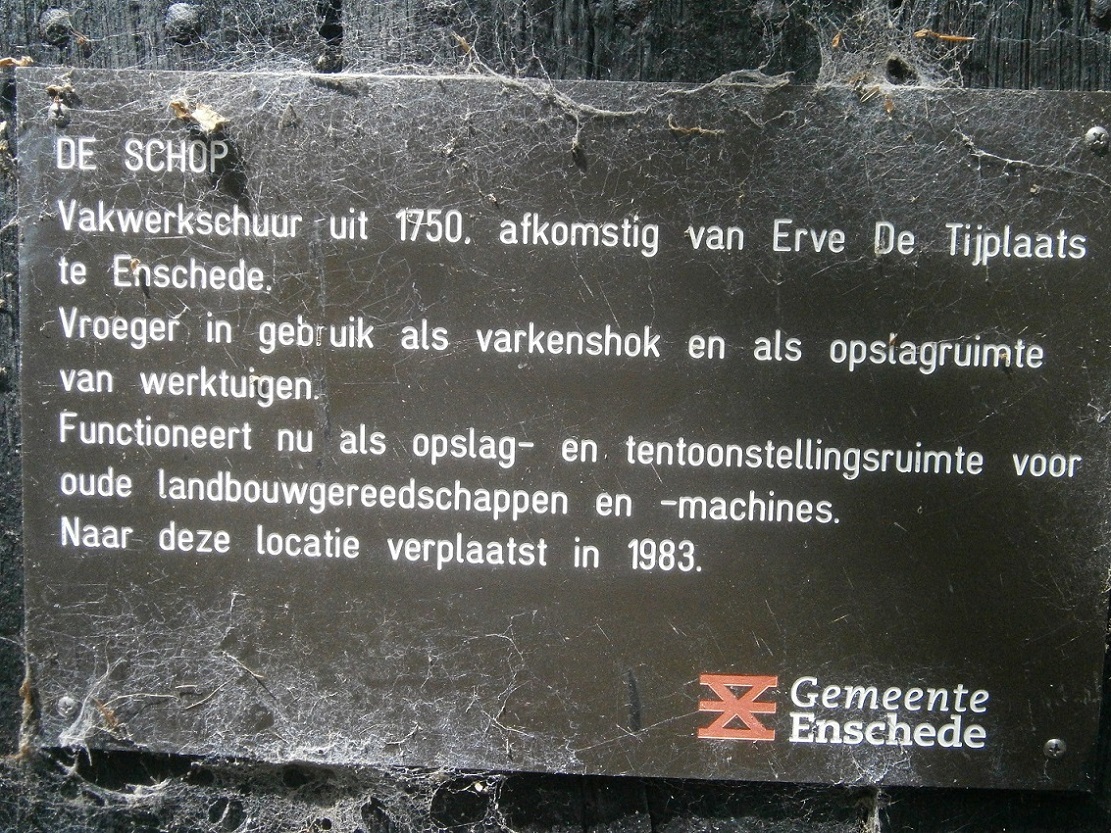 DE SCHOP
Vakwerkschuur uit 1750, afkomstig van Erve De Tijplaats
te Enschede.
Vroeger in gebruik als varkenshok en als opslagruimte
van werktuigen.
Functioneert nu als opslag- en tentoonstellingsruimte voor
oude landbouwgereedschappen en -machines.
Naar deze locatie verplaatst in 1983.
Gemeente
Enschede